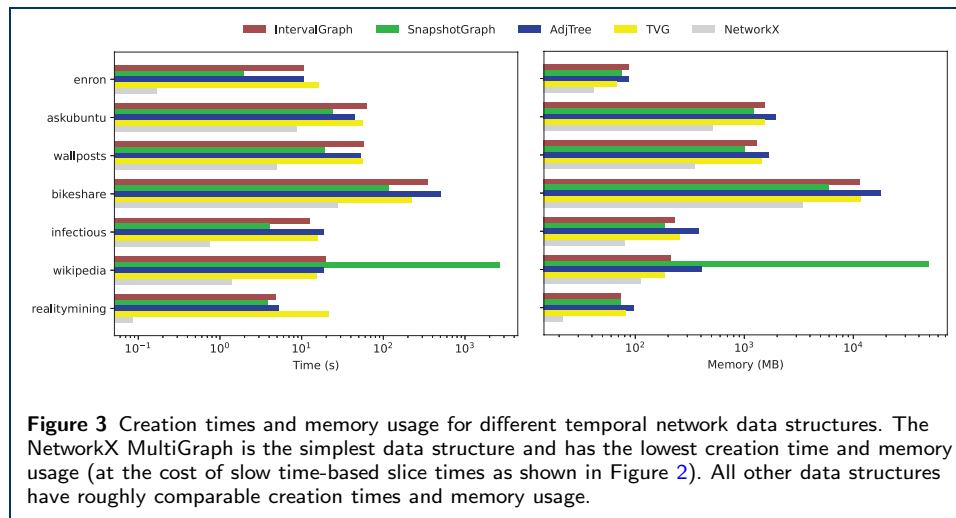 IntervalGraph SnapshotGraph AdjTree TVG NetworkX
enron
askubuntu
wallposts
bikeshare
infectious
wikipedia
realitymining
10⁻¹ 10⁰ 10¹ 10² 10³
Time (s)
10² 10³ 10⁴
Memory (MB)
Figure 3 Creation times and memory usage for different temporal network data structures. The
NetworkX MultiGraph is the simplest data structure and has the lowest creation time and memory
usage (at the cost of slow time-based slice times as shown in Figure 2). All other data structures
have roughly comparable creation times and memory usage.